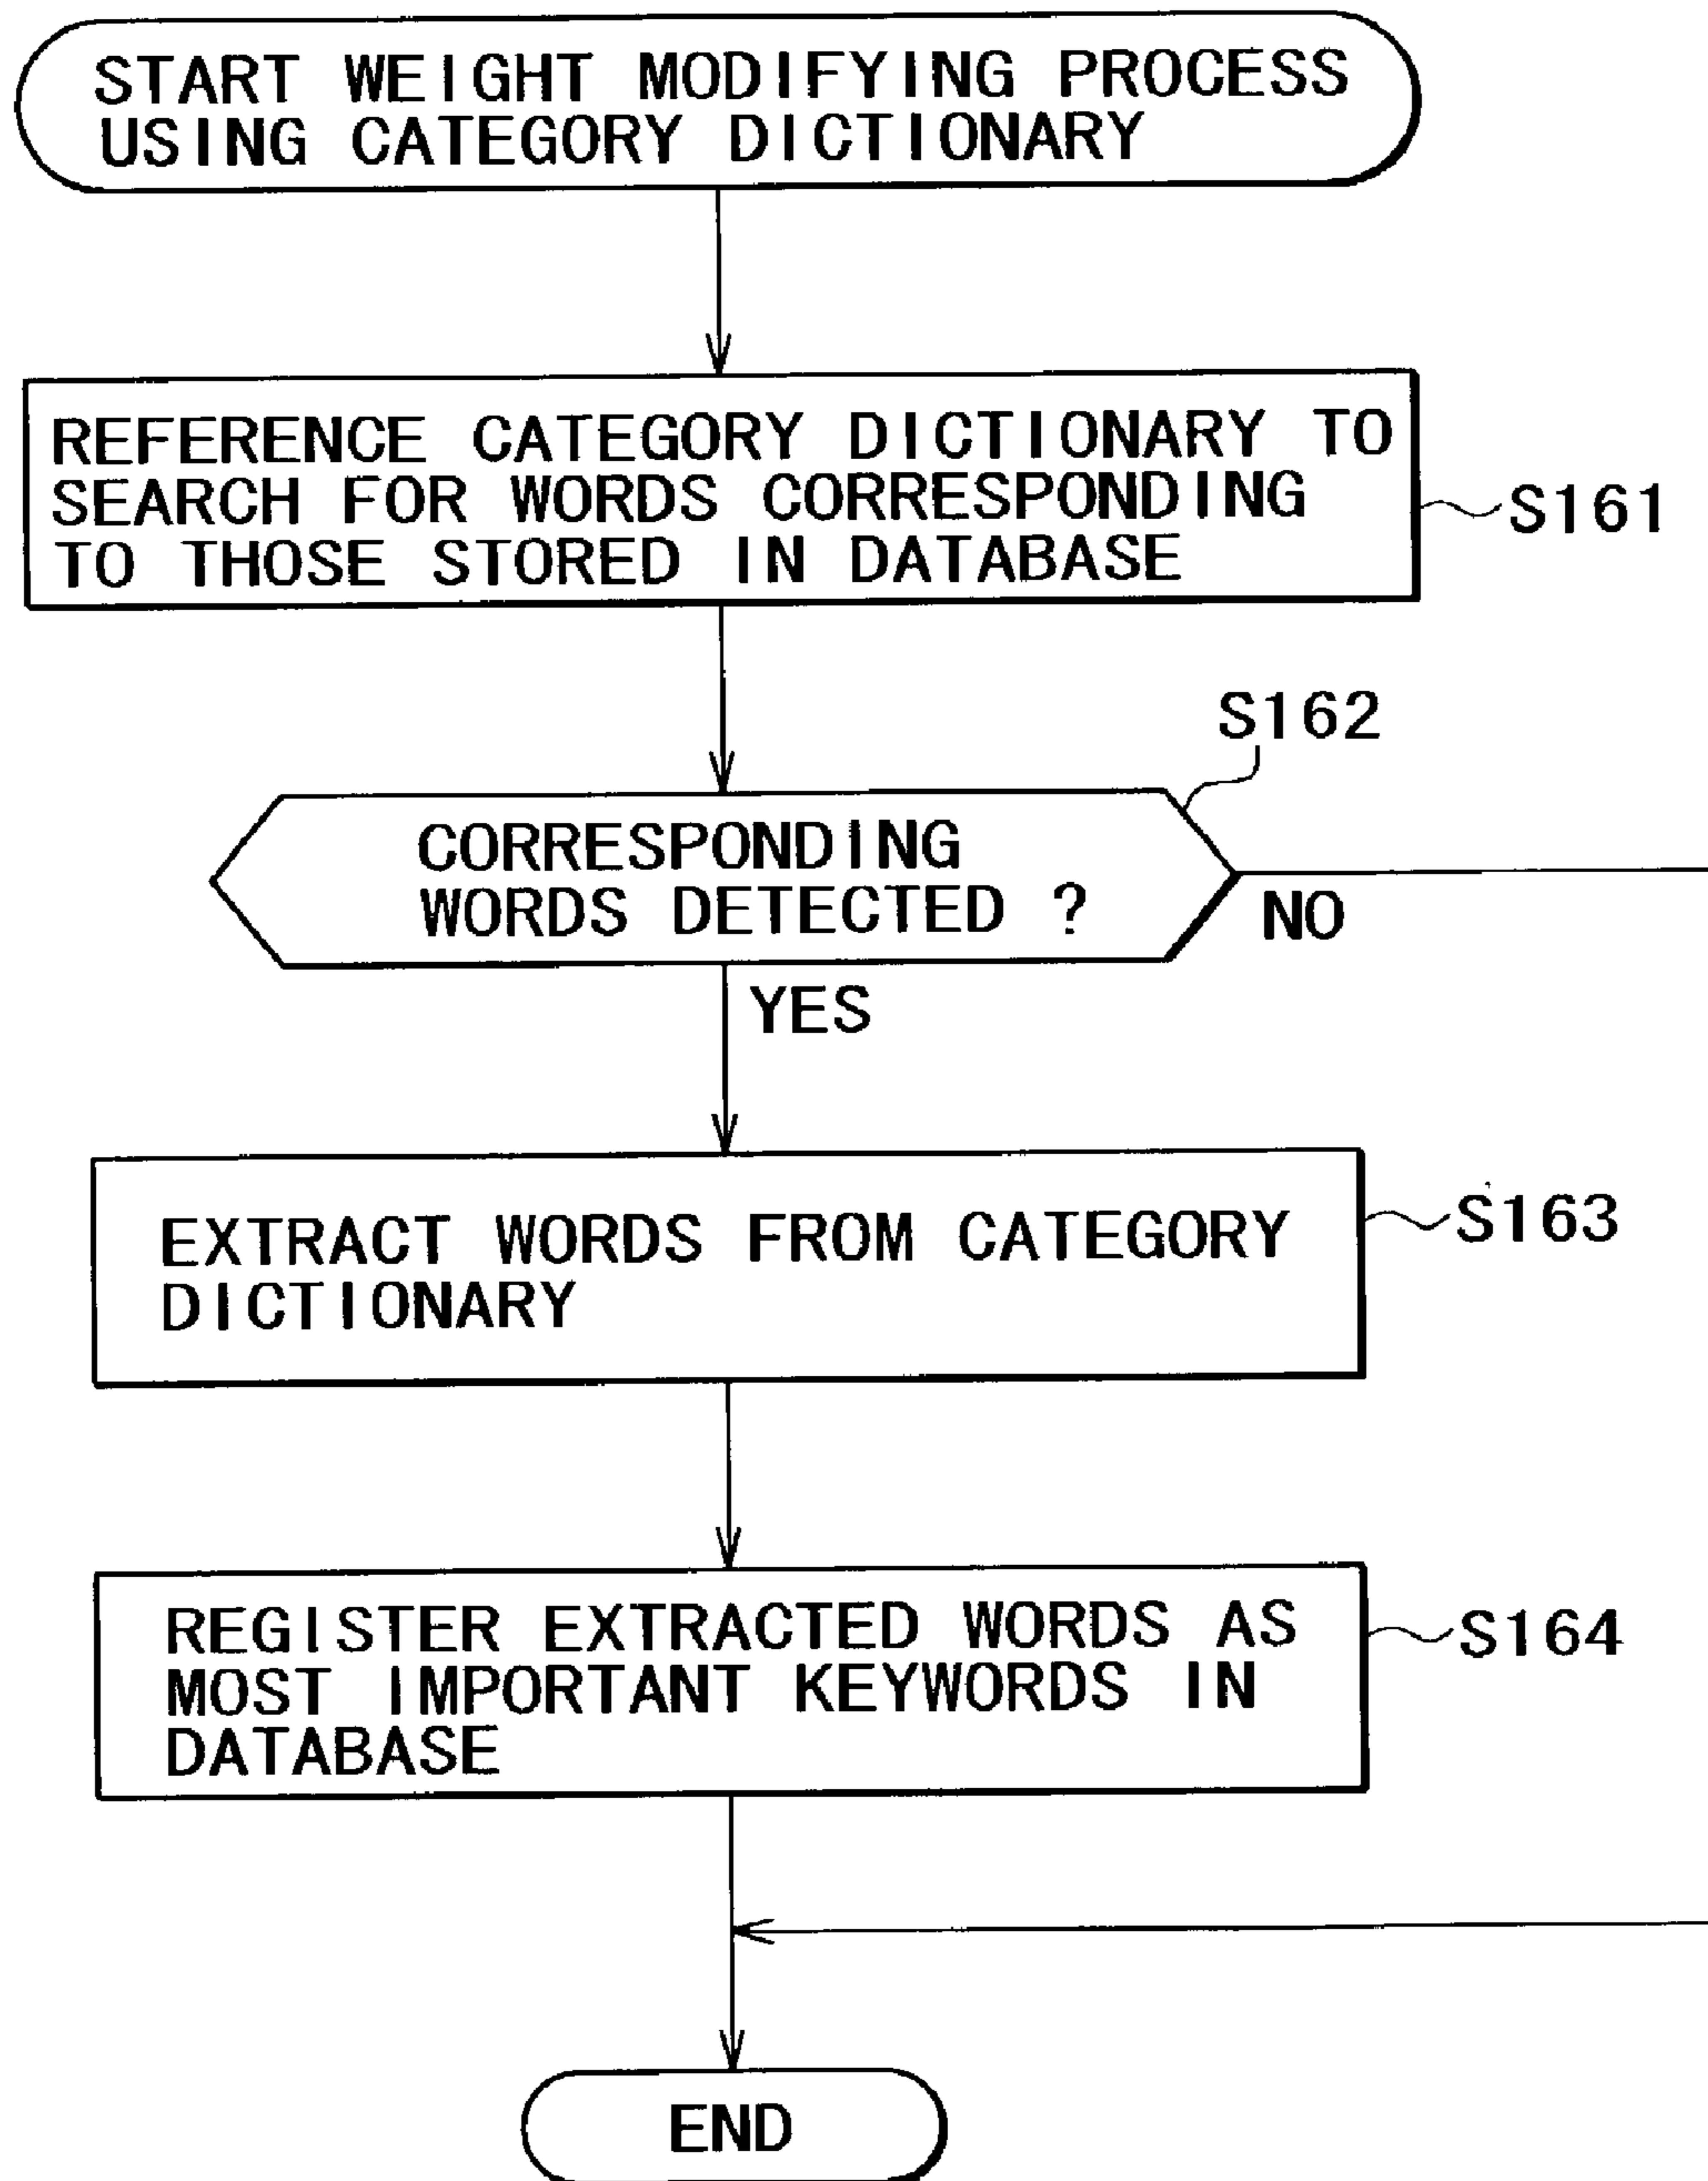 START WEIGHT MODIFYING PROCESS
USING CATEGORY DICTIONARY
REFERENCE CATEGORY DICTIONARY TO
SEARCH FOR WORDS CORRESPONDING
TO THOSE STORED IN DATABASE
S161
S162
CORRESPONDING
WORDS DETECTED ?
NO
YES
EXTRACT WORDS FROM CATEGORY
DICTIONARY
S163
REGISTER EXTRACTED WORDS AS
MOST IMPORTANT KEYWORDS IN
DATABASE
S164
END